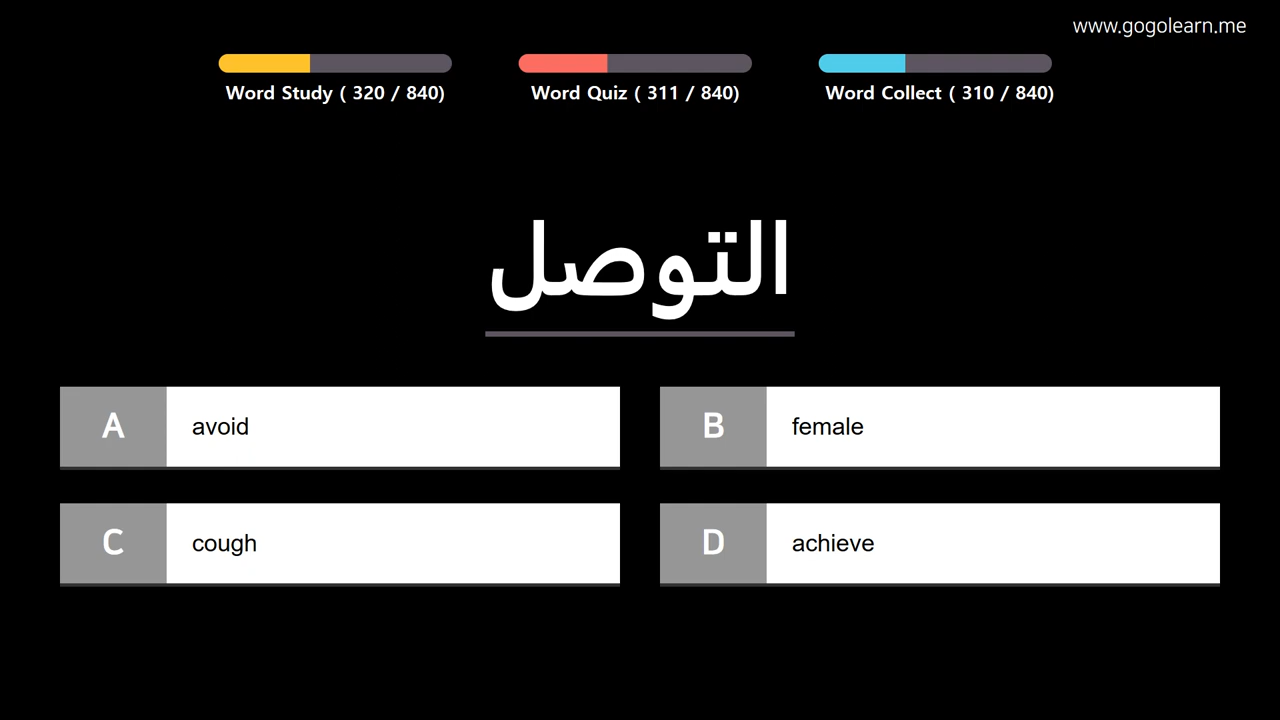 www.gogolearn.me
Word Study ( 320 / 840)
Word Quiz ( 311 / 840)
Word Collect ( 310 / 840)
التوصل
A avoid
B female
C cough
D achieve